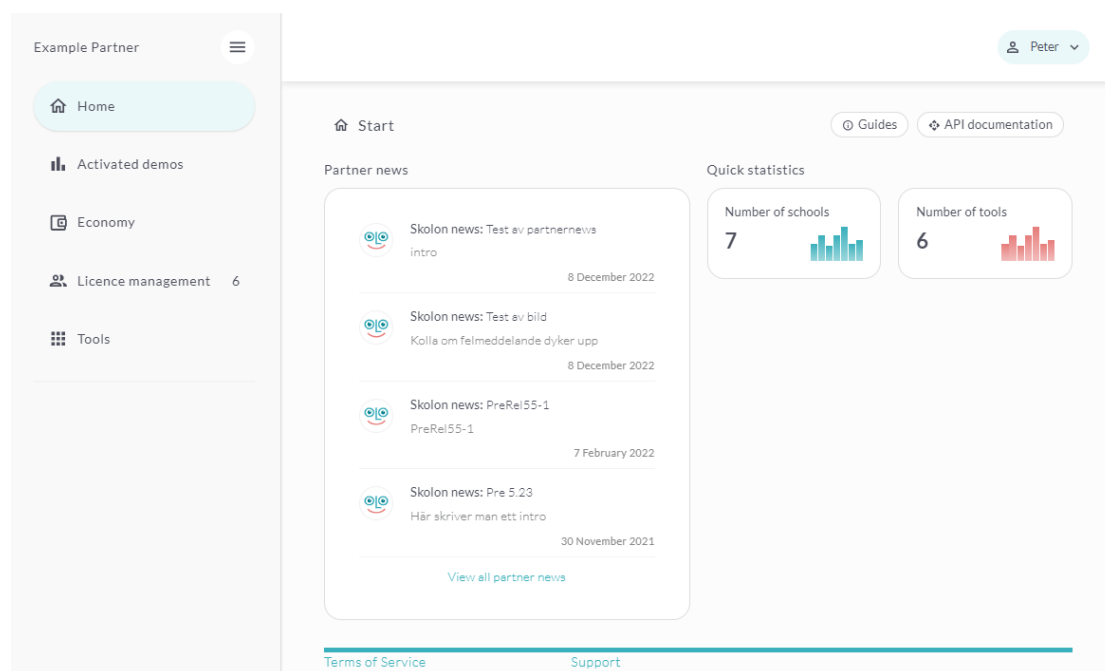 Example Partner
Peter
Home
Activated demos
Economy
Licence management 6
Tools
Start
Guides
API documentation
Partner news
Skolon news: Test av partnernews
intro
8 December 2022
Skolon news: Test av bild
Kolla om felmeddelande dyker upp
8 December 2022
Skolon news: PreRel55-1
PreRel55-1
7 February 2022
Skolon news: Pre 5.23
Här skriver man ett intro
30 November 2021
View all partner news
Quick statistics
Number of schools
7
Number of tools
6
Terms of Service
Support